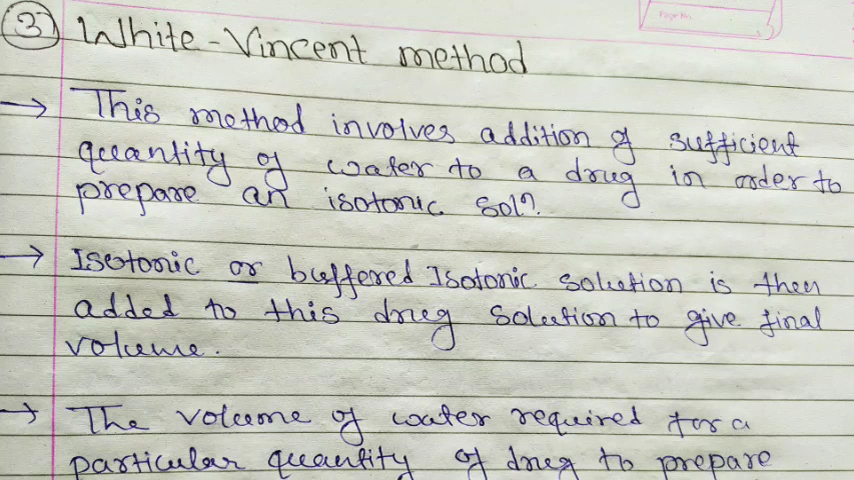 Page No.
③ White-Vincent method
→ This method involves addition of sufficient
quantity of water to a drug in order to
prepare an isotonic solⁿ.
→ Isotonic or buffered Isotonic solution is then
added to this drug solution to give final
volume.
→ The volume of water required for a
particular quantity of drug to prepare